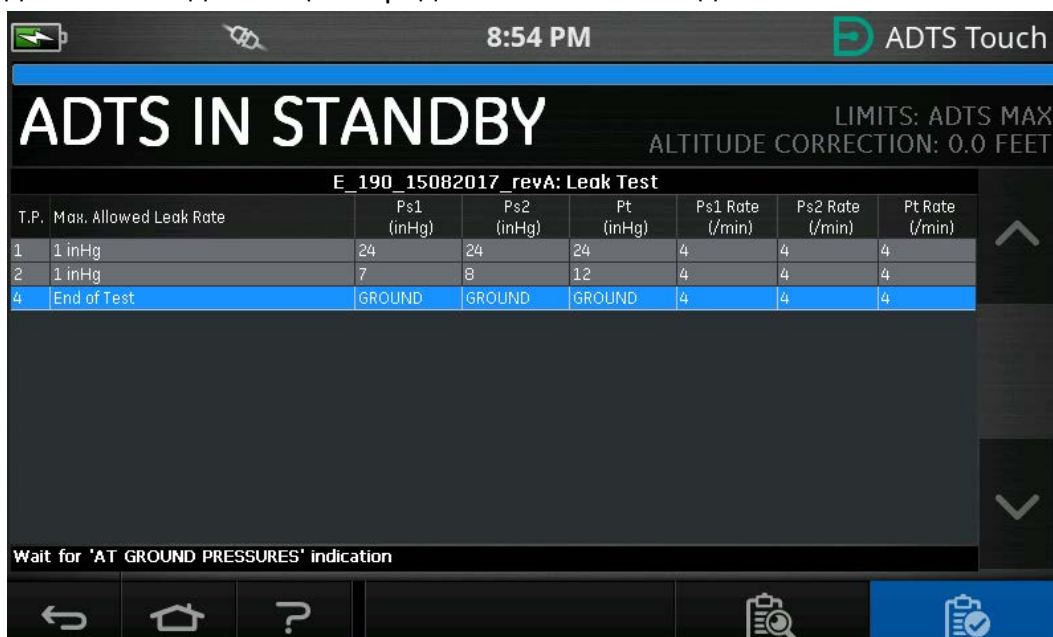 8:54 PM
ADTS Touch
ADTS IN STANDBY
LIMITS: ADTS MAX
ALTITUDE CORRECTION: 0.0 FEET
E_190_15082017_revA: Leak Test
T.P. Max. Allowed Leak Rate Ps1 (inHg) Ps2 (inHg) Pt (inHg) Ps1 Rate (/min) Ps2 Rate (/min) Pt Rate (/min)
1 1 inHg 24 24 24 4 4 4
2 1 inHg 7 8 12 4 4 4
4 End of Test GROUND GROUND GROUND 4 4 4
Wait for 'AT GROUND PRESSURES' indication
?